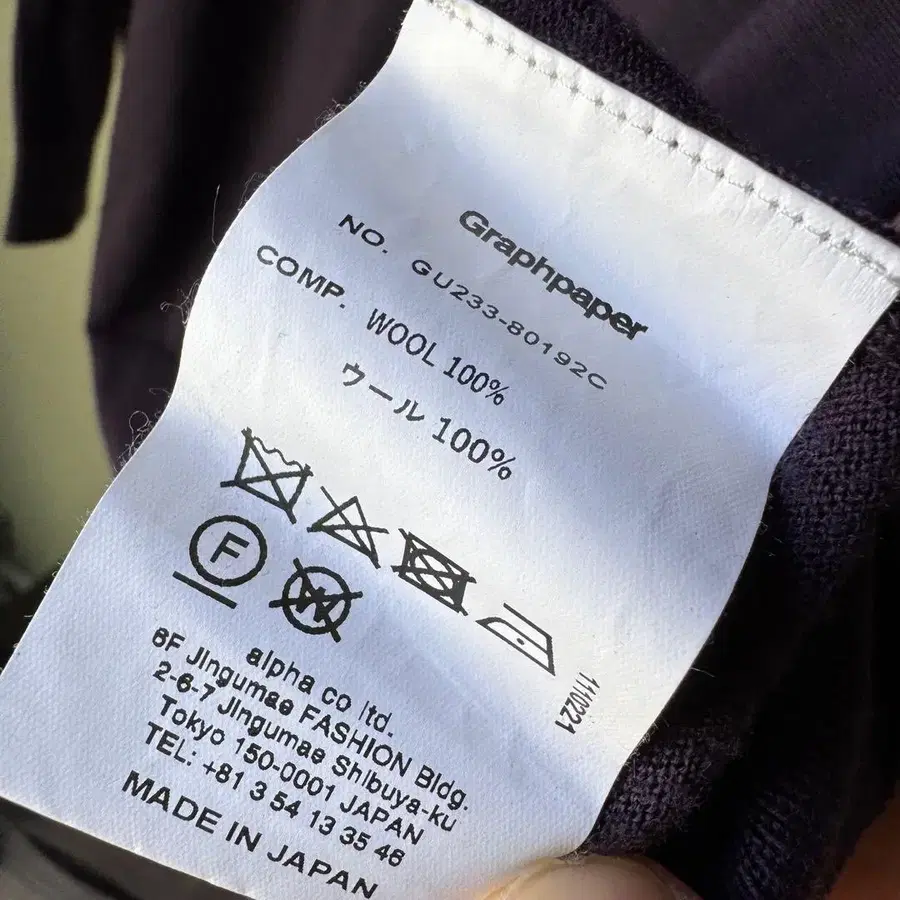 Graphpaper
NO. GU233-80192C
COMP. WOOL 100%
ウール 100%
F
W
1110221
alpha co ltd.
6F Jingumae FASHION Bldg.
2-6-7 Jingumae Shibuya-ku
Tokyo 150-0001 JAPAN
TEL: +81 3 54 13 35 46
MADE IN JAPAN